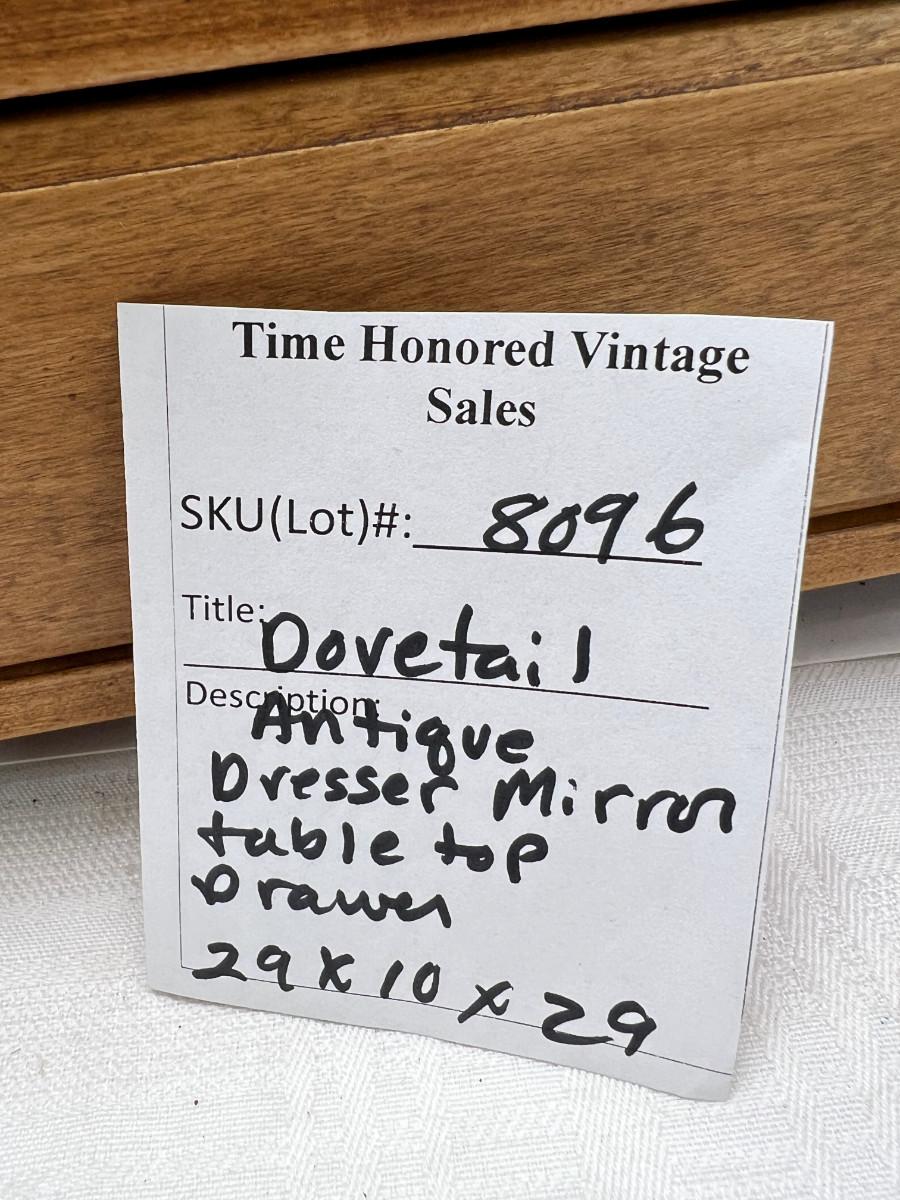 Time Honored Vintage
Sales
SKU(Lot)#: 8096
Title: Dovetail
Description:
Antique
Dresser Mirror
table top
Drawer
29 x 10 x 29